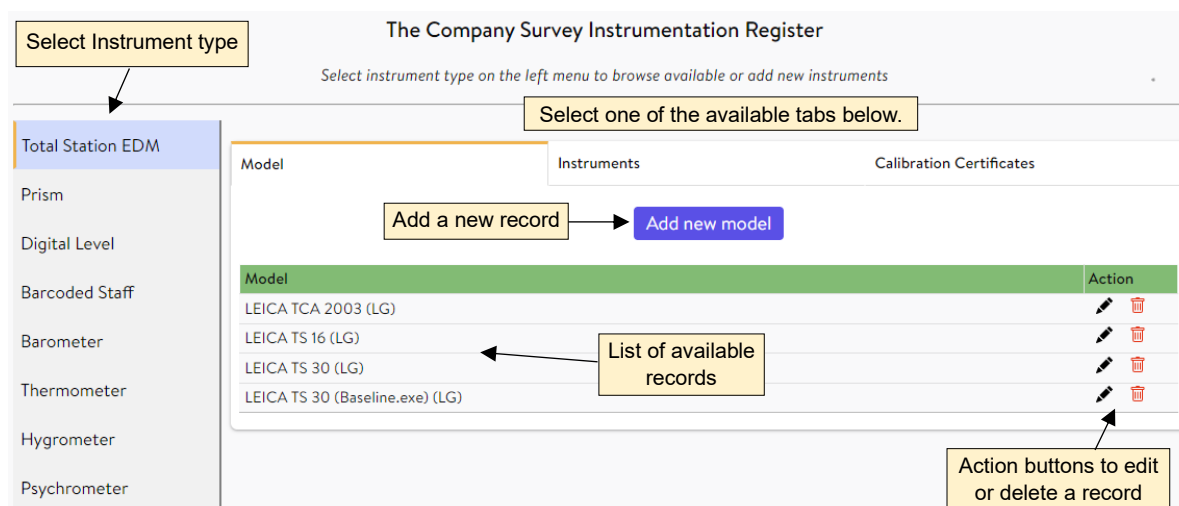 Select Instrument type
The Company Survey Instrumentation Register
Select instrument type on the left menu to browse available or add new instruments
Select one of the available tabs below.
Total Station EDM
Prism
Digital Level
Barcoded Staff
Barometer
Thermometer
Hygrometer
Psychrometer
Model
Instruments
Calibration Certificates
Add a new record
Add new model
Model
Action
LEICA TCA 2003 (LG)
LEICA TS 16 (LG)
LEICA TS 30 (LG)
LEICA TS 30 (Baseline.exe) (LG)
List of available
records
Action buttons to edit
or delete a record